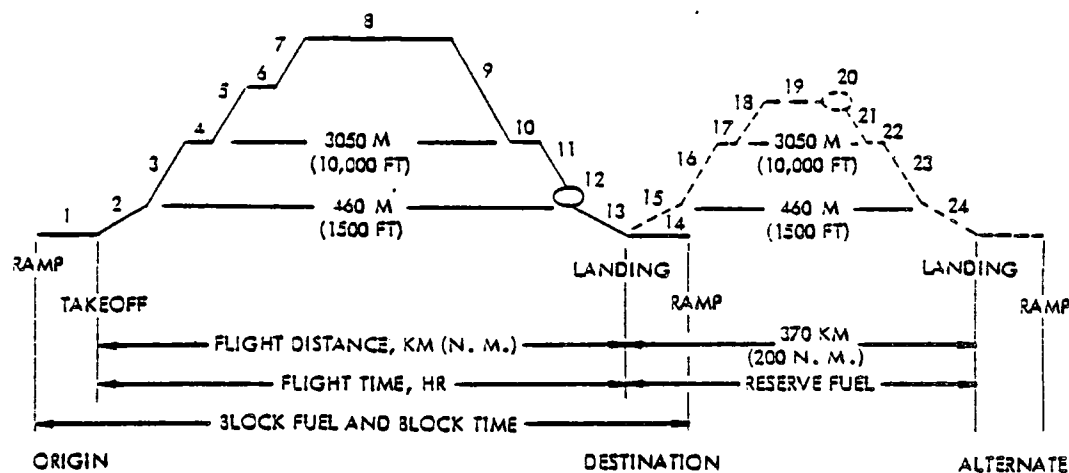 8
7
20
6
9
19
5
18
21
4
10
17
22
3050 M
(10,000 FT)
3050 M
(10,000 FT)
3
11
16
23
12
2
15
24
1
460 M
(1500 FT)
13
14
460 M
(1500 FT)
RAMP
LANDING
LANDING
TAKEOFF
RAMP
RAMP
FLIGHT DISTANCE, KM (N. M.)
370 KM
(200 N. M.)
FLIGHT TIME, HR
RESERVE FUEL
BLOCK FUEL AND BLOCK TIME
ORIGIN
DESTINATION
ALTERNATE